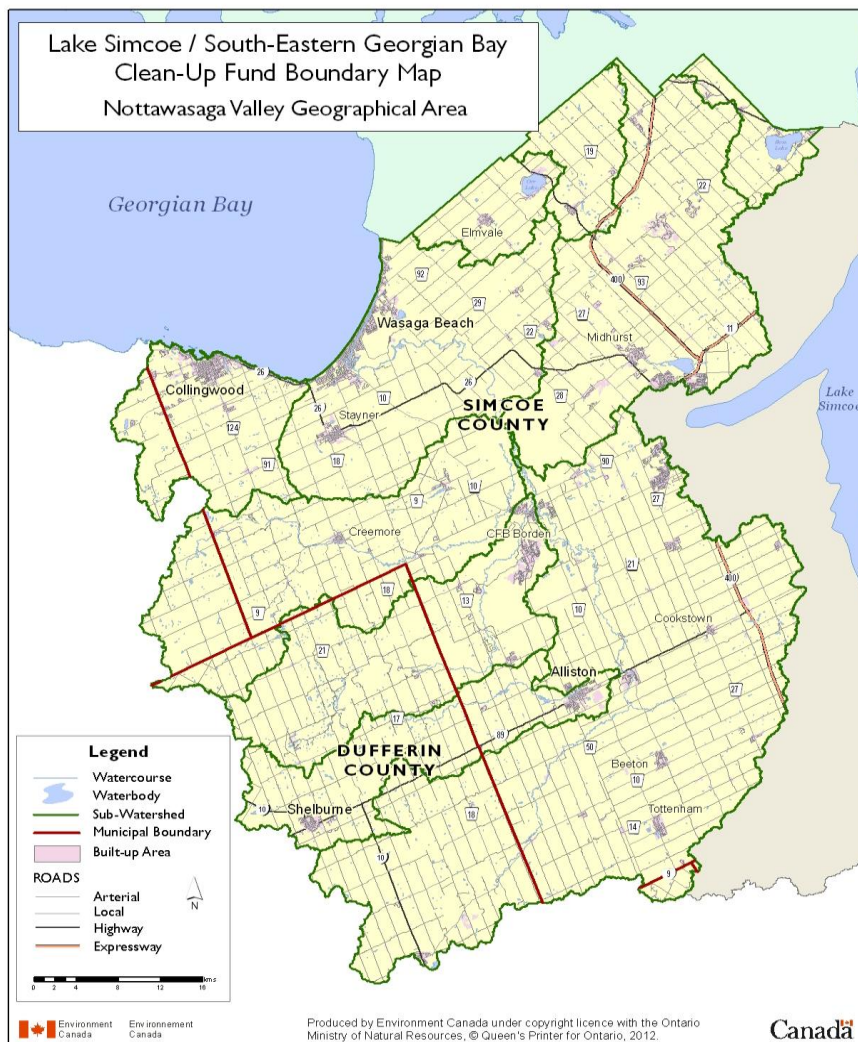 Lake Simcoe / South-Eastern Georgian Bay
Clean-Up Fund Boundary Map
Nottawasaga Valley Geographical Area
19
22
Elmvale
Georgian Bay
92
400
93
29
27
Wasaga Beach
22
11
Midhurst
26
Collingwood
10
26
26
28
Lake
Simcoe
SIMCOE
COUNTY
Stayner
124
18
91
90
10
27
9
Creemore
CFB Borden
21
400
18
13
9
10
Cookstown
21
Alliston
27
17
89
50
DUFFERIN
COUNTY
Beeton
10
10
Shelburne
18
Tottenham
14
10
9
Legend
Watercourse
Waterbody
Sub-Watershed
Municipal Boundary
Built-up Area
ROADS
Arterial
Local
Highway
Expressway
N
kms
0 2 4 8 12 16
Environment
Canada
Environnement
Canada
Produced by Environment Canada under copyright licence with the Ontario
Ministry of Natural Resources, © Queen's Printer for Ontario, 2012.
Canada